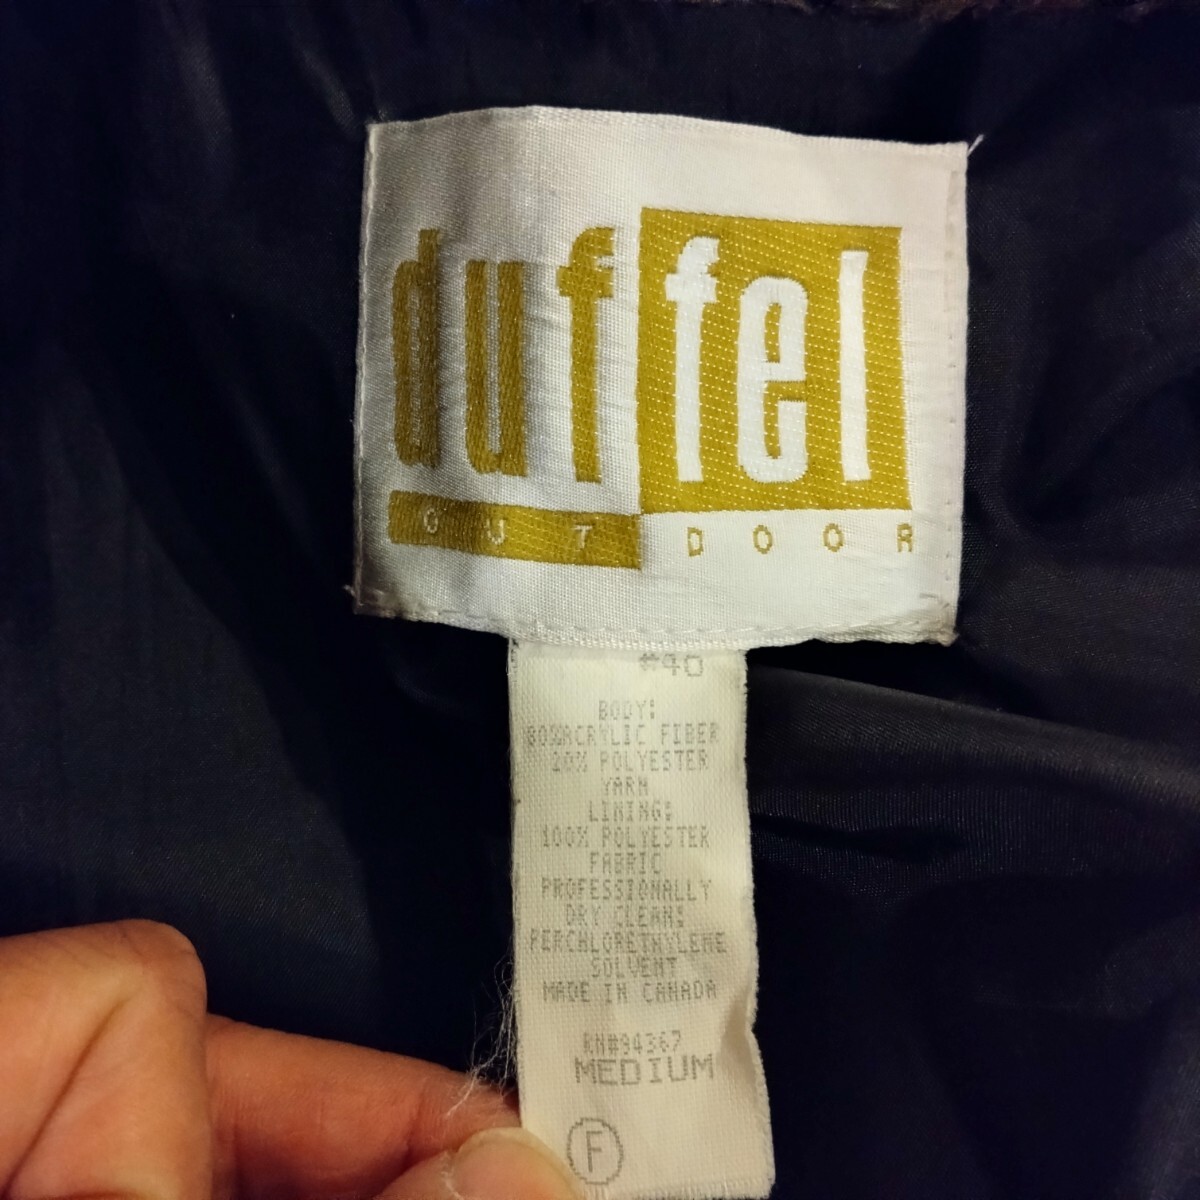 duffel
OUT DOOR
#40
BODY:
80%ACRYLIC FIBER
20% POLYESTER
YARN
LINING:
100% POLYESTER
FABRIC
PROFESSIONALLY
DRY CLEAN:
PERCHLORETHYLENE
SOLVENT
MADE IN CANADA
RN#94367
MEDIUM
F